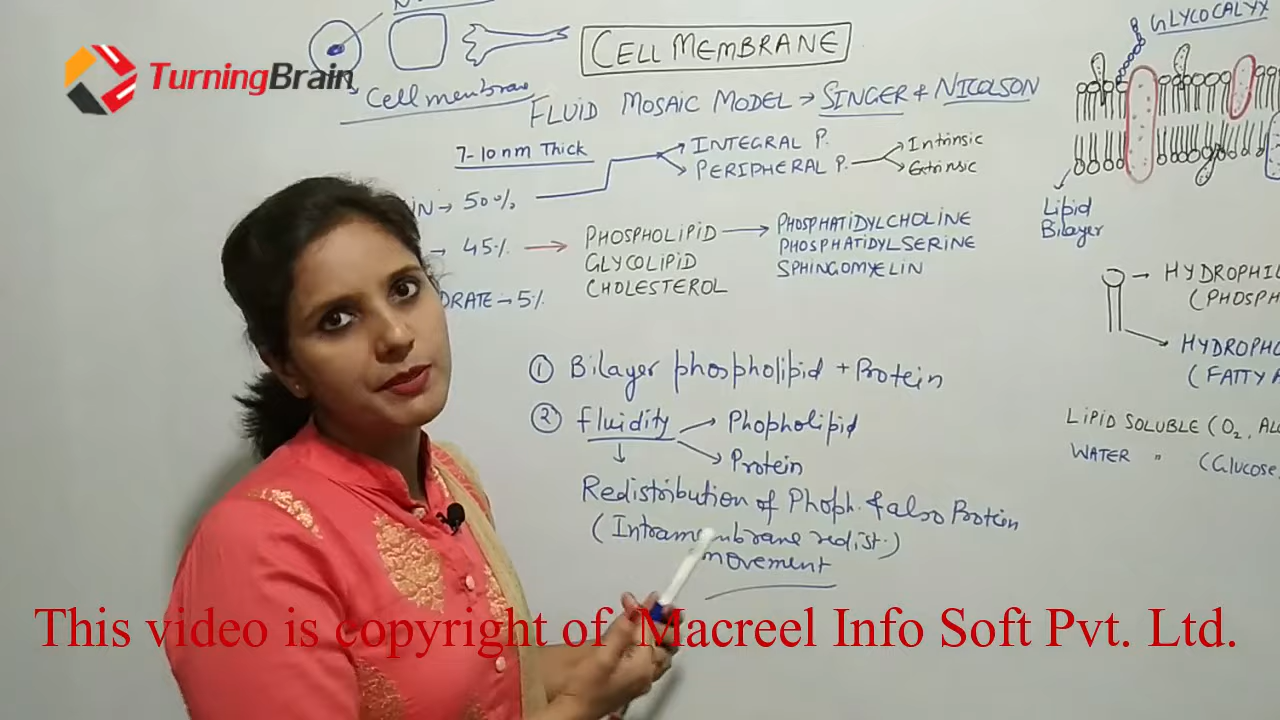 GLYCOCALYX
CELL MEMBRANE
TurningBrain
Cell membrane
FLUID MOSAIC MODEL → SINGER & NICOLSON
7-10 nm Thick
INTEGRAL P.
PERIPHERAL P.
Intrinsic
Extrinsic
IN → 50%
→ 45% → PHOSPHOLIPID → PHOSPHATIDYLCHOLINE
GLYCOLIPID PHOSPHATIDYLSERINE
CHOLESTEROL SPHINGOMYELIN
DRATE → 5%
Lipid
Bilayer
HYDROPHIL
(PHOSPH
HYDROPHO
(FATTY A
① Bilayer phospholipid + Protein
② fluidity → Phopholipid
→ Protein
Redistribution of Phoph. & also Protein
(Intramembrane redist.)
movement
LIPID SOLUBLE (O2, AL
WATER " (Glucose,
This video is copyright of Macreel Info Soft Pvt. Ltd.